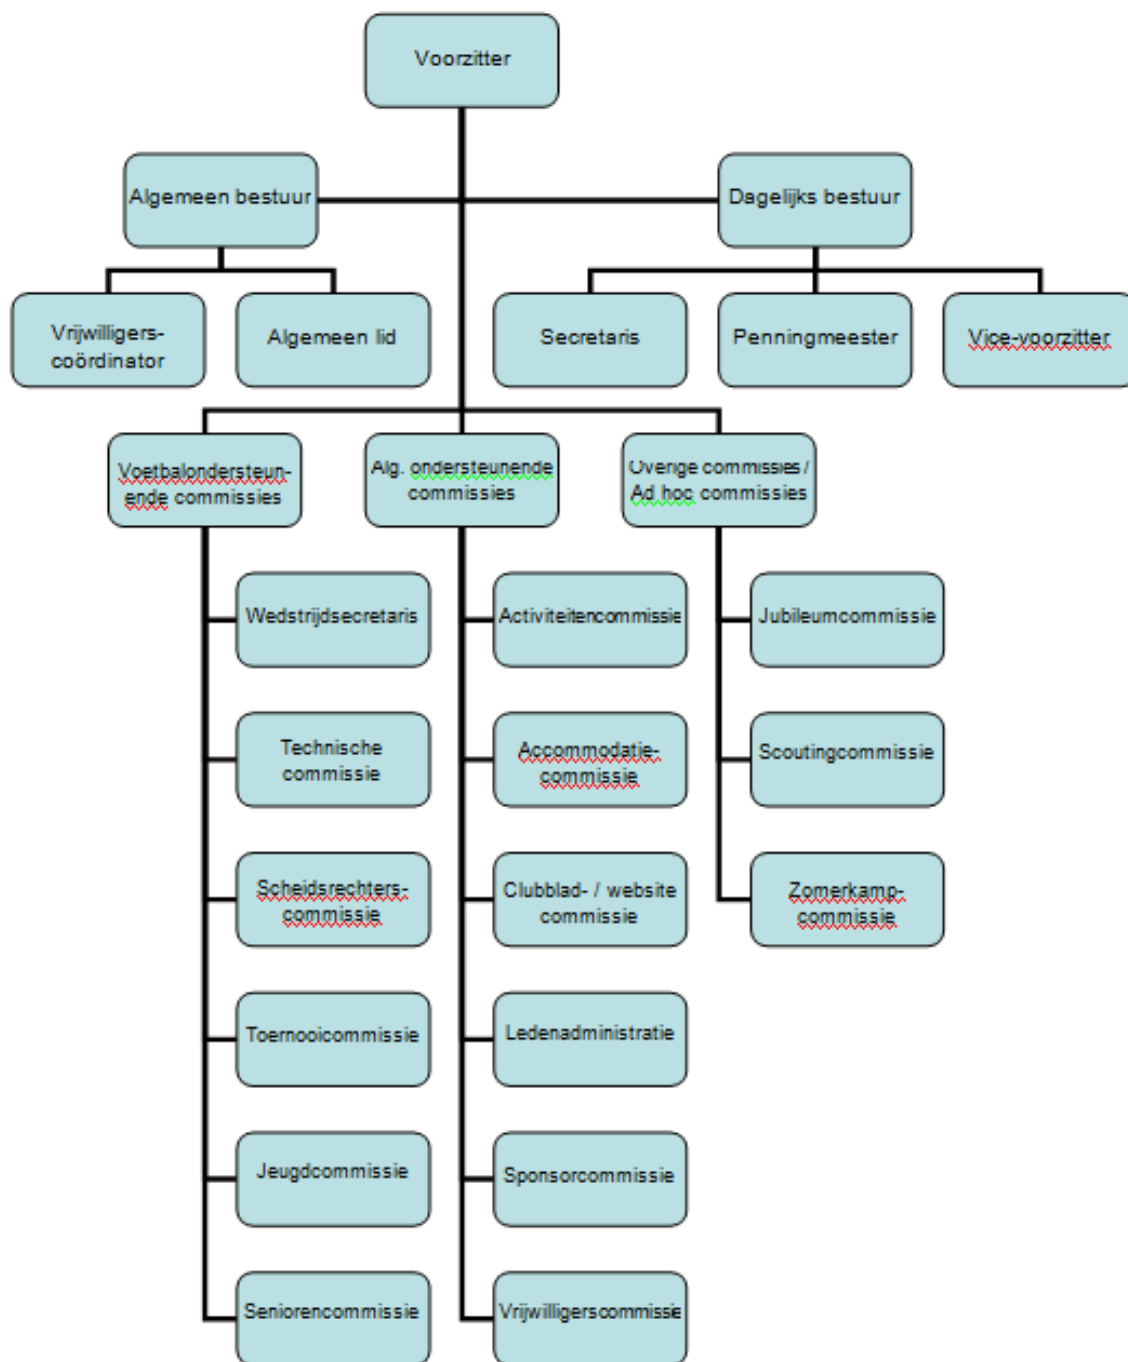 Voorzitter
Algemeen bestuur
Dagelijks bestuur
Vrijwilligers-
coördinator
Algemeen lid
Secretaris
Penningmeester
Vice-voorzitter
Voetbalondersteun-
ende commissies
Alg. ondersteunende
commissies
Overige commissies /
Ad hoc commissies
Wedstrijdsecretaris
Technische
commissie
Scheidsrechters-
commissie
Toernooicommissie
Jeugdcommissie
Seniorencommissie
Activiteitencommissie
Accommodatie-
commissie
Clubblad- / website
commissie
Ledenadministratie
Sponsorcommissie
Vrijwilligerscommissie
Jubileumcommissie
Scoutingcommissie
Zomerkamp-
commissie